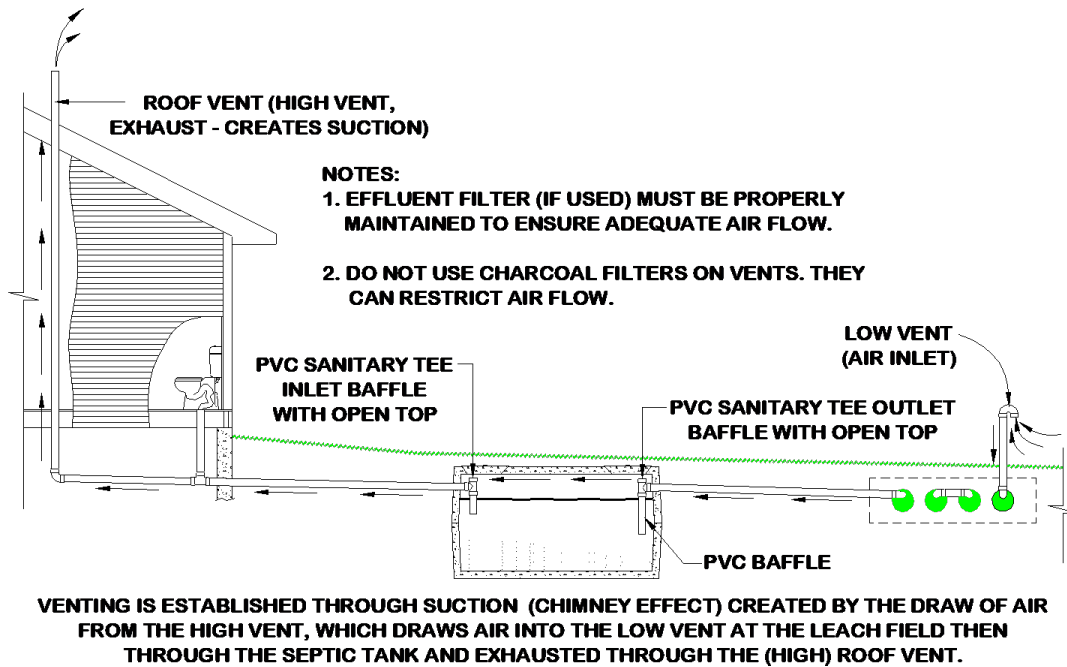 ROOF VENT (HIGH VENT,
EXHAUST - CREATES SUCTION)
NOTES:
1. EFFLUENT FILTER (IF USED) MUST BE PROPERLY
MAINTAINED TO ENSURE ADEQUATE AIR FLOW.
2. DO NOT USE CHARCOAL FILTERS ON VENTS. THEY
CAN RESTRICT AIR FLOW.
LOW VENT
(AIR INLET)
PVC SANITARY TEE
INLET BAFFLE
WITH OPEN TOP
PVC SANITARY TEE OUTLET
BAFFLE WITH OPEN TOP
PVC BAFFLE
VENTING IS ESTABLISHED THROUGH SUCTION (CHIMNEY EFFECT) CREATED BY THE DRAW OF AIR
FROM THE HIGH VENT, WHICH DRAWS AIR INTO THE LOW VENT AT THE LEACH FIELD THEN
THROUGH THE SEPTIC TANK AND EXHAUSTED THROUGH THE (HIGH) ROOF VENT.